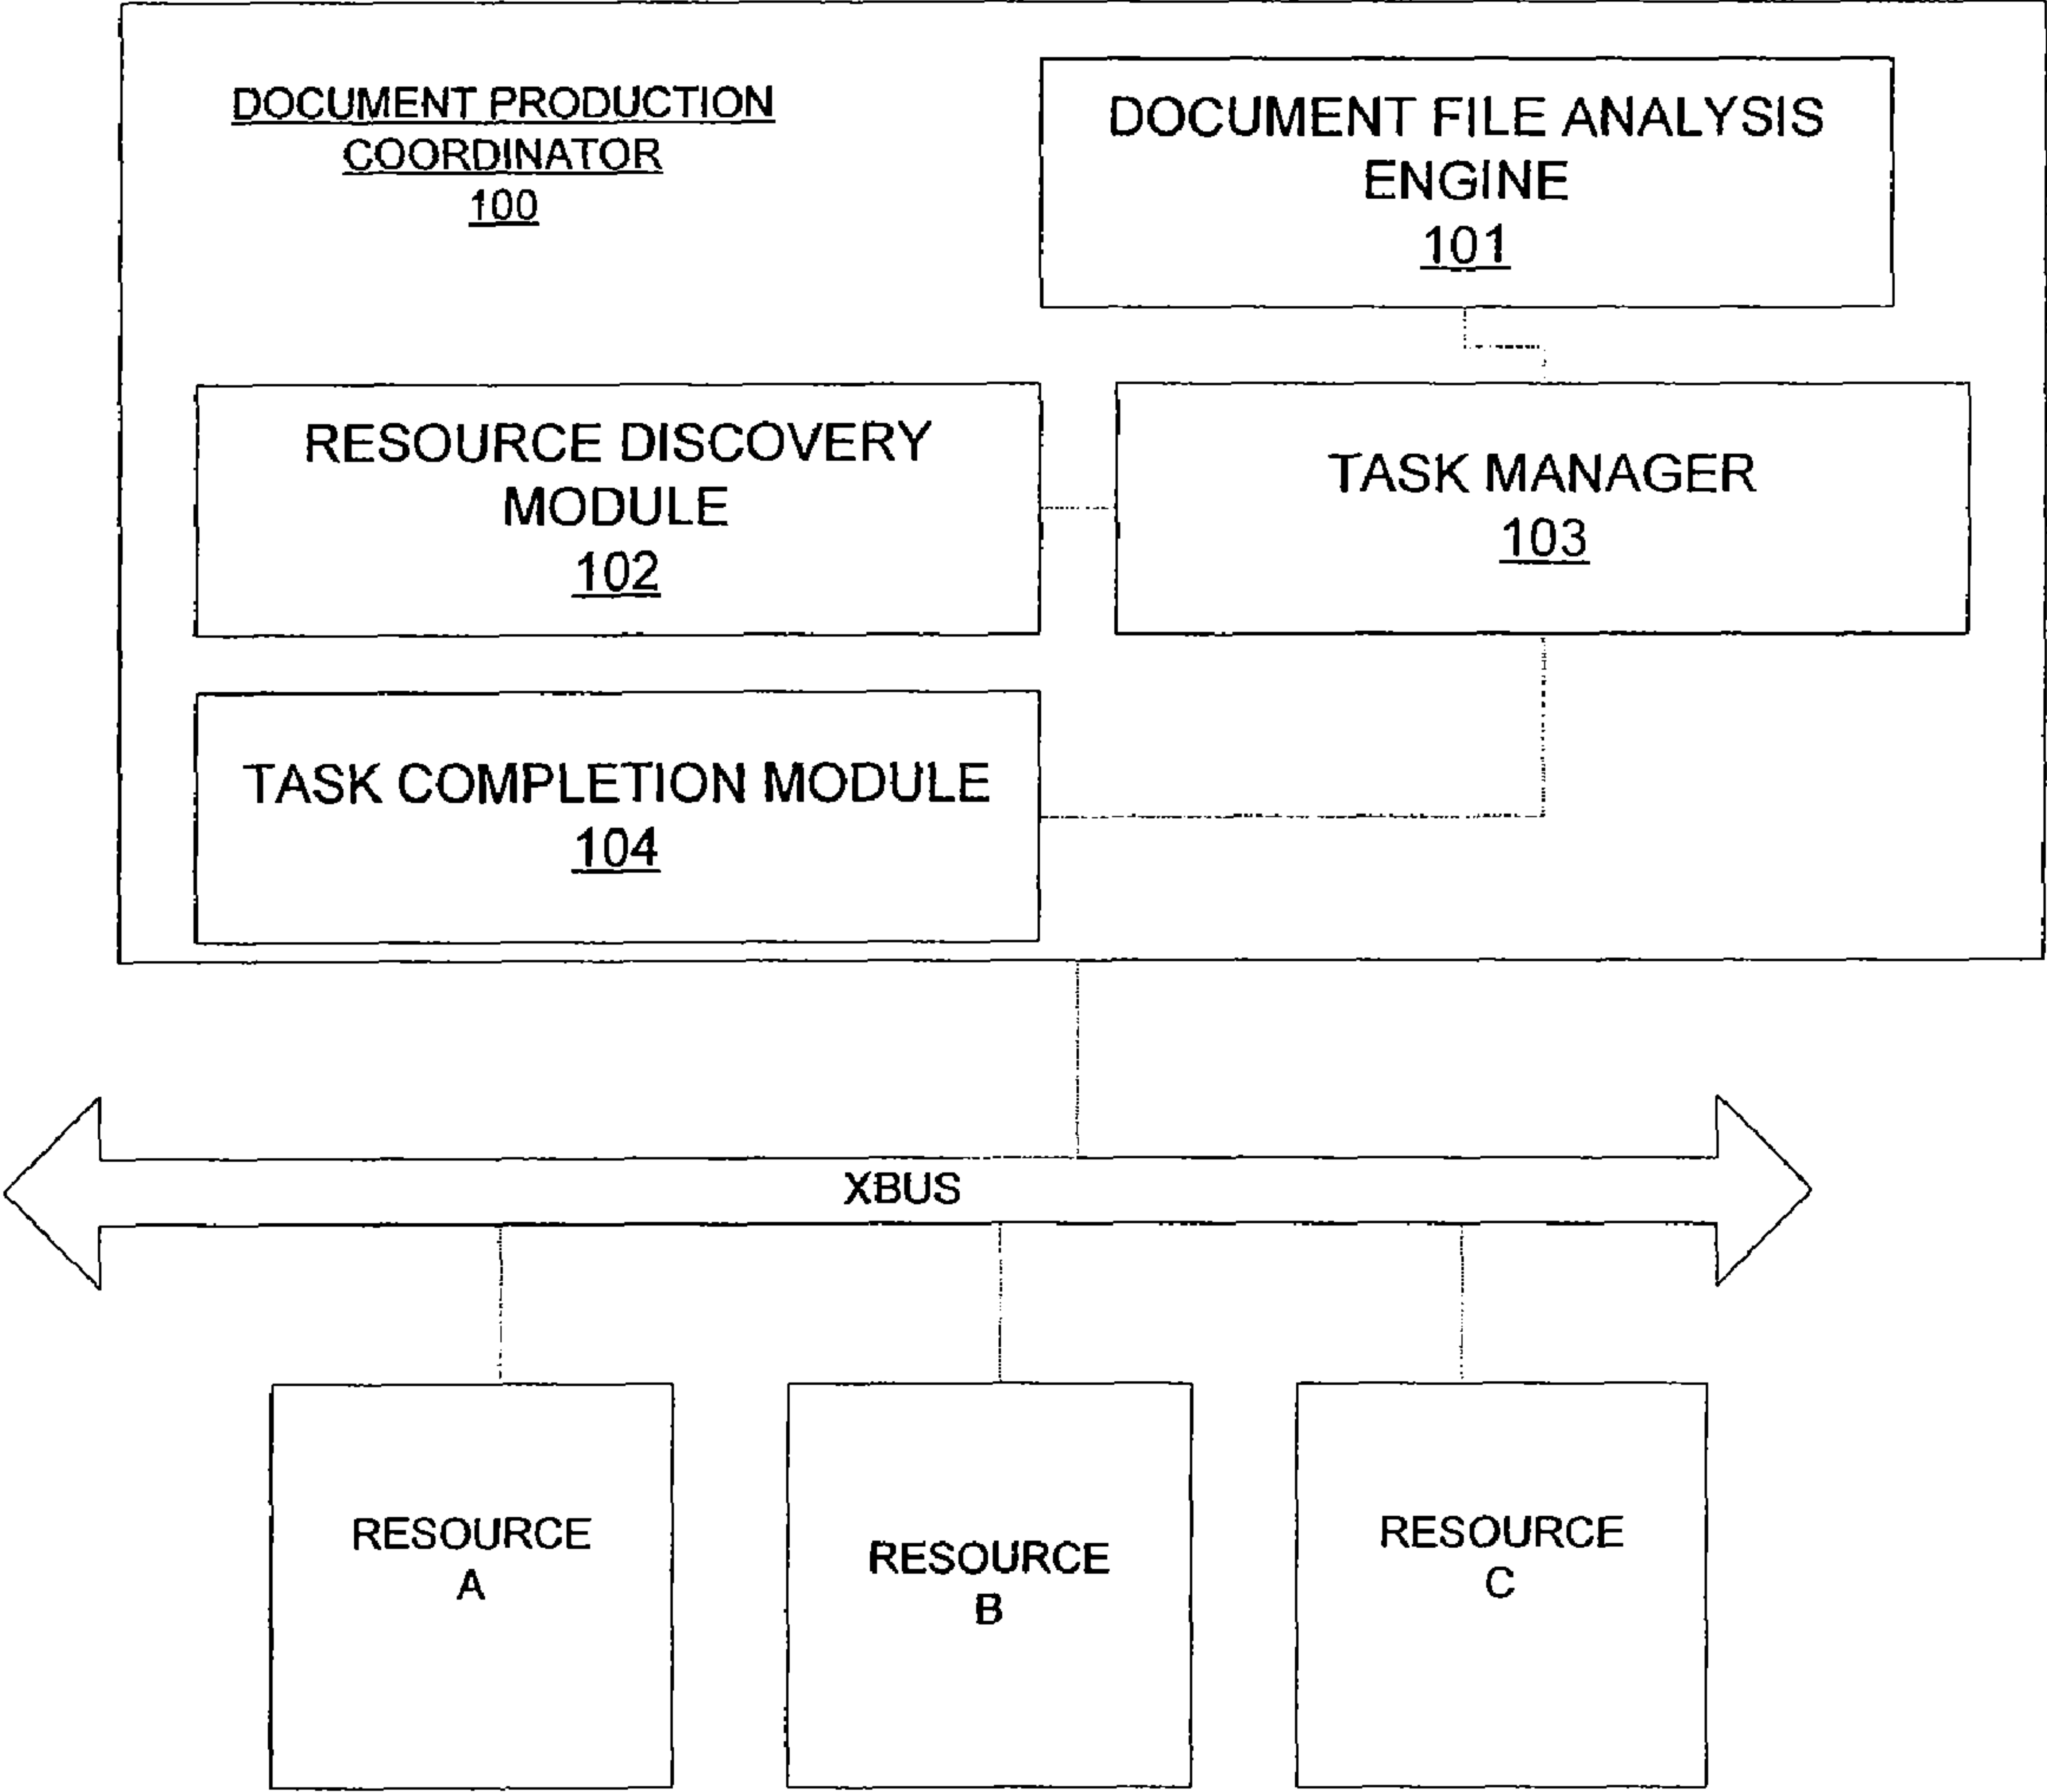 DOCUMENT PRODUCTION
COORDINATOR
100
DOCUMENT FILE ANALYSIS
ENGINE
101
RESOURCE DISCOVERY
MODULE
102
TASK MANAGER
103
TASK COMPLETION MODULE
104
XBUS
RESOURCE
A
RESOURCE
B
RESOURCE
C